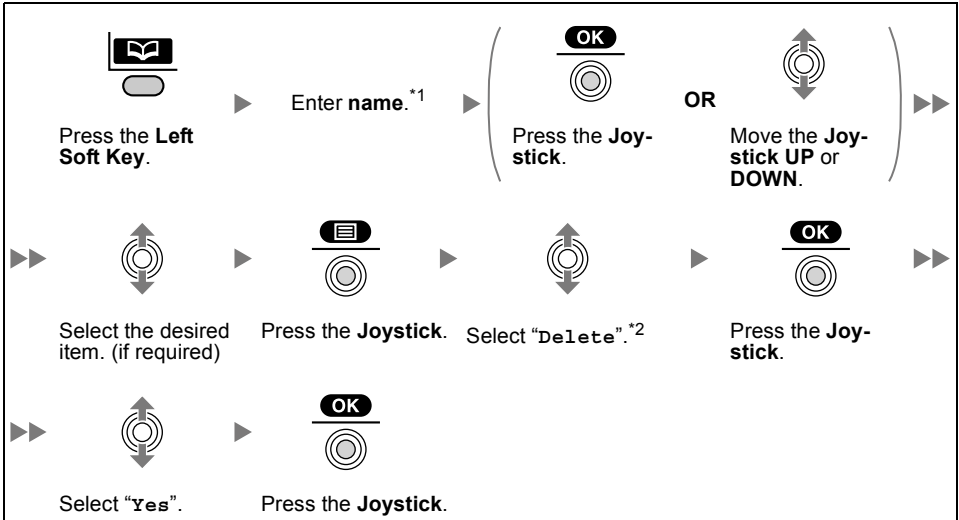 OK
OK
Enter name.*1
OR
Press the Left
Soft Key.
Press the Joy-
stick.
Move the Joy-
stick UP or
DOWN.
OK
Select the desired
item. (if required)
Press the Joystick.
Select “Delete”.*2
Press the Joy-
stick.
OK
Select “Yes”.
Press the Joystick.